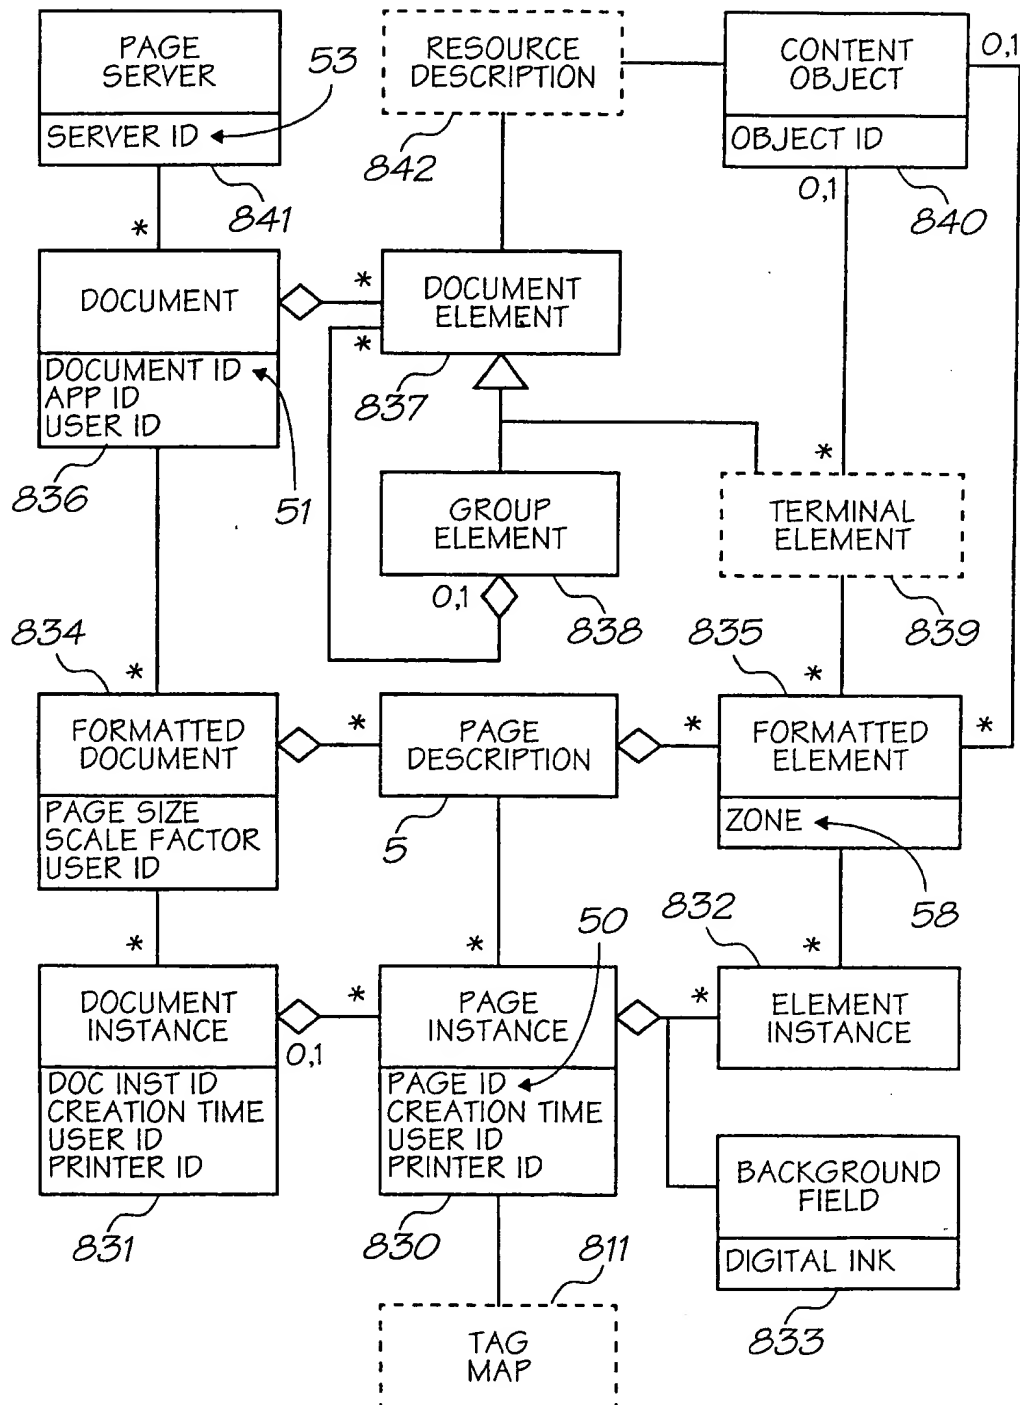 PAGE
SERVER
SERVER ID
53
841
*
RESOURCE
DESCRIPTION
842
CONTENT
OBJECT
OBJECT ID
0,1
0,1
840
DOCUMENT
DOCUMENT ID
APP ID
USER ID
836
51
*
DOCUMENT
ELEMENT
*
837
GROUP
ELEMENT
0,1
838
*
TERMINAL
ELEMENT
839
834
*
FORMATTED
DOCUMENT
PAGE SIZE
SCALE FACTOR
USER ID
*
PAGE
DESCRIPTION
5
835
*
*
FORMATTED
ELEMENT
*
ZONE
58
*
DOCUMENT
INSTANCE
0,1
DOC INST ID
CREATION TIME
USER ID
PRINTER ID
831
50
*
*
PAGE
INSTANCE
PAGE ID
CREATION TIME
USER ID
PRINTER ID
830
832
*
*
ELEMENT
INSTANCE
BACKGROUND
FIELD
DIGITAL INK
833
811
TAG
MAP